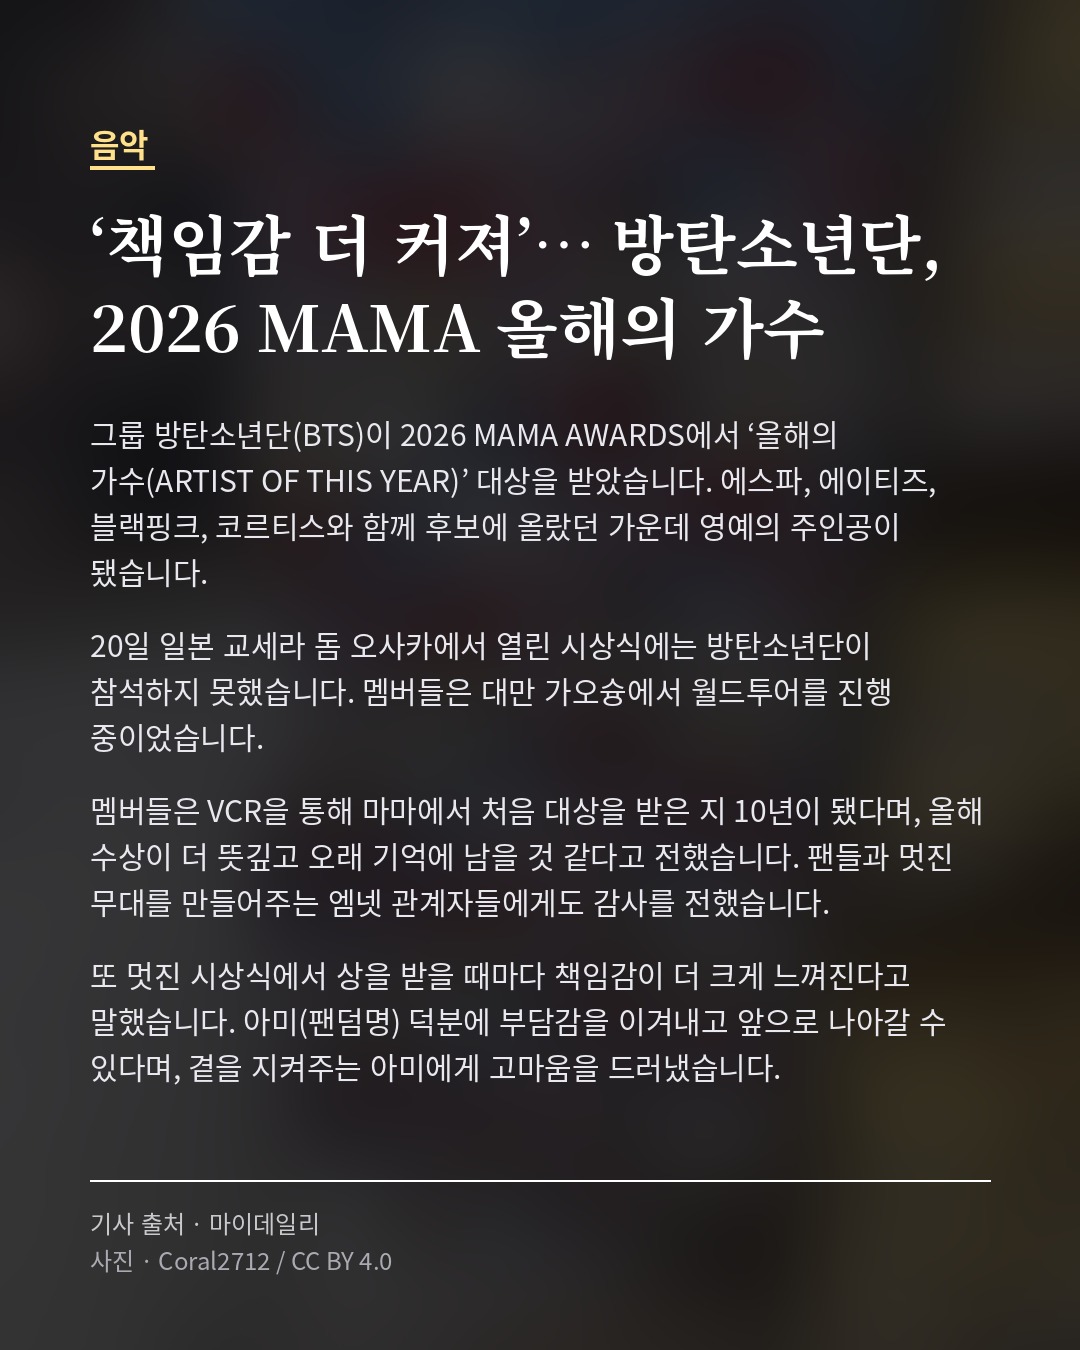 음악
‘책임감 더 커져’… 방탄소년단,
2026 MAMA 올해의 가수
그룹 방탄소년단(BTS)이 2026 MAMA AWARDS에서 ‘올해의
가수(ARTIST OF THIS YEAR)’ 대상을 받았습니다. 에스파, 에이티즈,
블랙핑크, 코르티스와 함께 후보에 올랐던 가운데 영예의 주인공이
됐습니다.
20일 일본 교세라 돔 오사카에서 열린 시상식에는 방탄소년단이
참석하지 못했습니다. 멤버들은 대만 가오슝에서 월드투어를 진행
중이었습니다.
멤버들은 VCR을 통해 마마에서 처음 대상을 받은 지 10년이 됐다며, 올해
수상이 더 뜻깊고 오래 기억에 남을 것 같다고 전했습니다. 팬들과 멋진
무대를 만들어주는 엠넷 관계자들에게도 감사를 전했습니다.
또 멋진 시상식에서 상을 받을 때마다 책임감이 더 크게 느껴진다고
말했습니다. 아미(팬덤명) 덕분에 부담감을 이겨내고 앞으로 나아갈 수
있다며, 곁을 지켜주는 아미에게 고마움을 드러냈습니다.
기사 출처 · 마이데일리
사진 · Coral2712 / CC BY 4.0